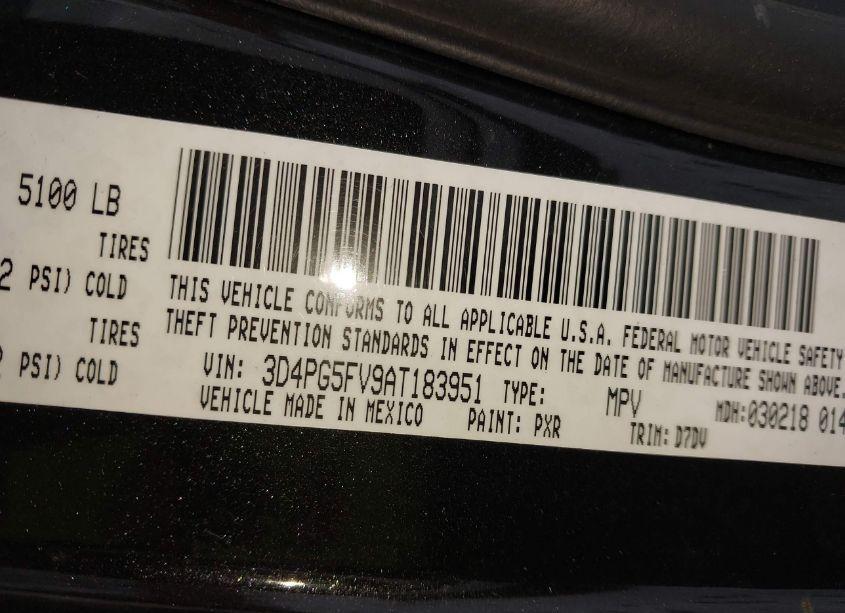 5100 LB
TIRES
2 PSI) COLD
TIRES
PSI) COLD
THIS VEHICLE CONFORMS TO ALL APPLICABLE U.S.A. FEDERAL MOTOR VEHICLE SAFETY
THEFT PREVENTION STANDARDS IN EFFECT ON THE DATE OF MANUFACTURE SHOWN ABOVE.
VIN: 3D4PG5FV9AT183951 TYPE: MPV MDH:030218 014
VEHICLE MADE IN MEXICO PAINT: PXR TRIM: D7DV